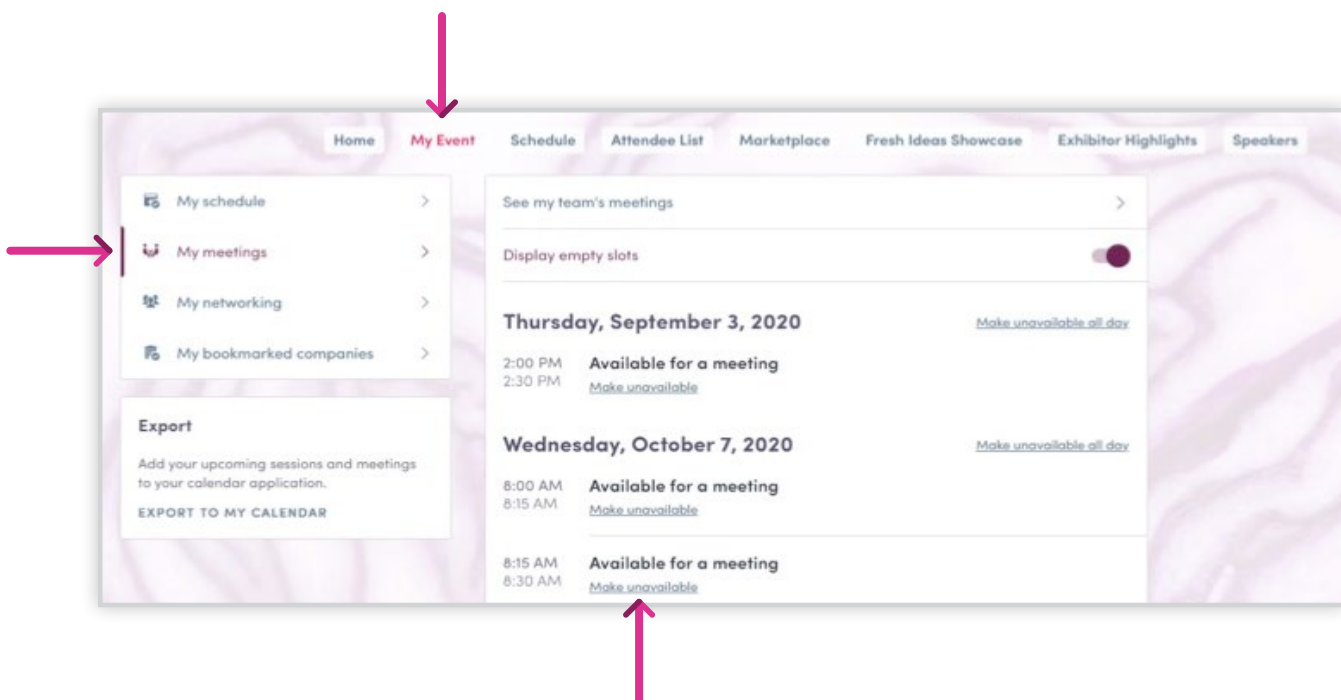 Home My Event Schedule Attendee List Marketplace Fresh Ideas Showcase Exhibitor Highlights Speakers
My schedule
My meetings
My networking
My bookmarked companies
Export
Add your upcoming sessions and meetings
to your calendar application.
EXPORT TO MY CALENDAR
See my team's meetings
Display empty slots
Thursday, September 3, 2020 Make unavailable all day
2:00 PM Available for a meeting
2:30 PM Make unavailable
Wednesday, October 7, 2020 Make unavailable all day
8:00 AM Available for a meeting
8:15 AM Make unavailable
8:15 AM Available for a meeting
8:30 AM Make unavailable